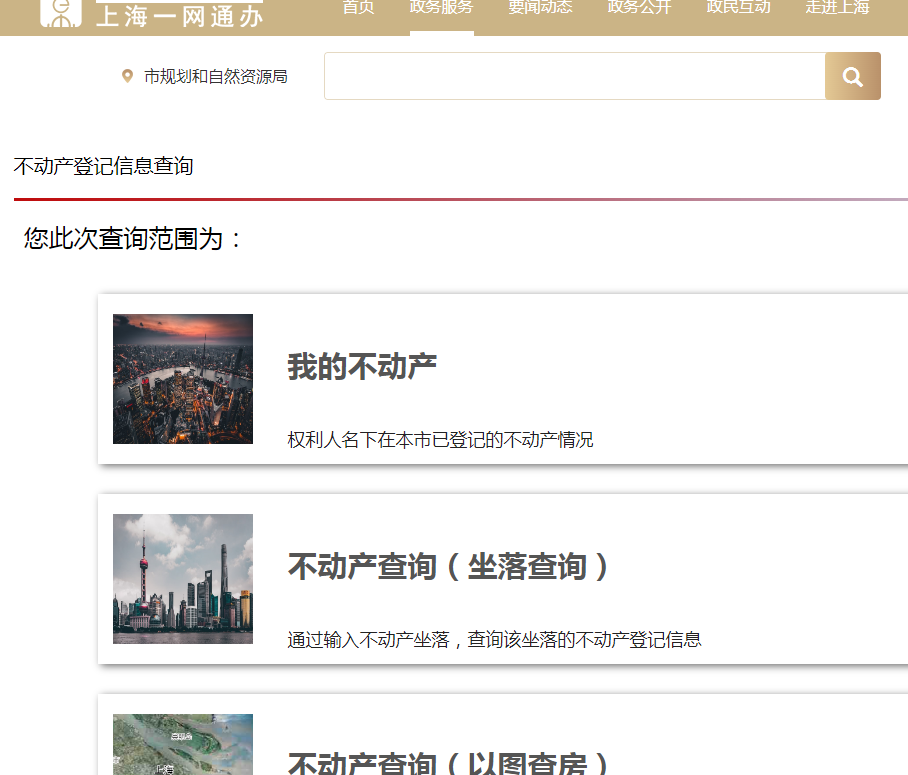 上海一网通办
首页 政务服务 要闻动态 政务公开 政民互动 走进上海
市规划和自然资源局
不动产登记信息查询
您此次查询范围为：
我的不动产
权利人名下在本市已登记的不动产情况
不动产查询（坐落查询）
通过输入不动产坐落，查询该坐落的不动产登记信息
上海
不动产查询（以图查房）